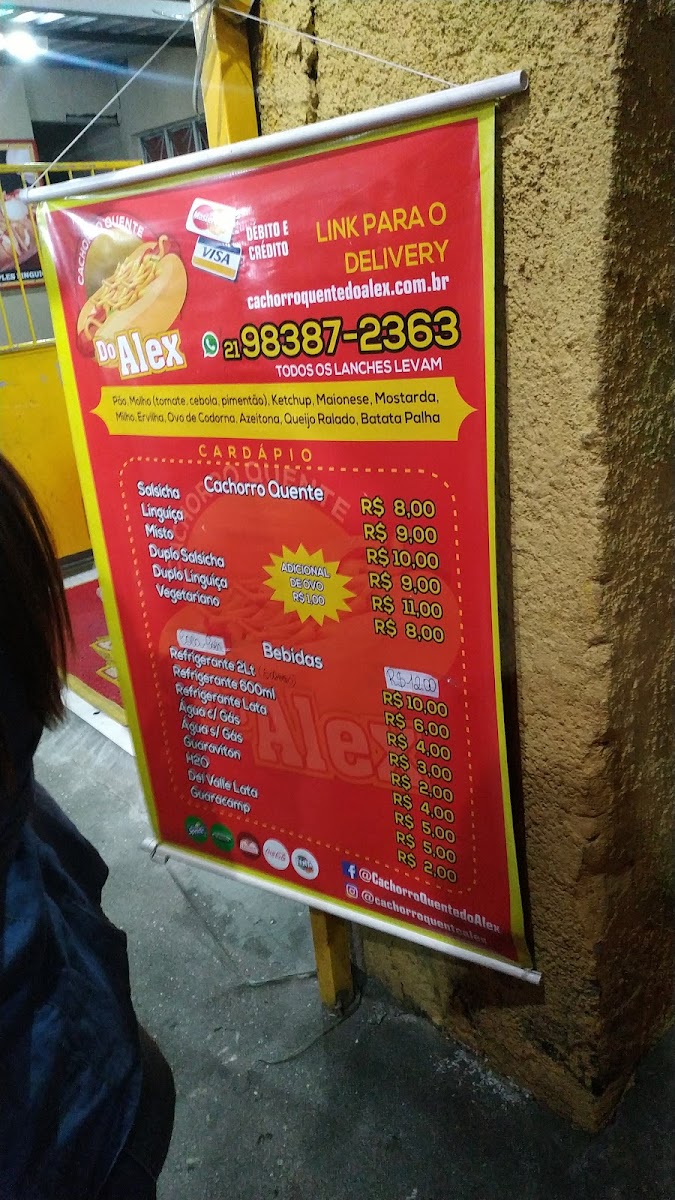 CACHORRO QUENTE
Do Alex
VISA
DÉBITO E
CRÉDITO
LINK PARA O
DELIVERY
cachorroquentedoalex.com.br
21 98387-2363
TODOS OS LANCHES LEVAM
Pão, Molho (tomate, cebola, pimentão), Ketchup, Maionese, Mostarda,
Milho, Ervilha, Ovo de Codorna, Azeitona, Queijo Ralado, Batata Palha
CARDÁPIO
Cachorro Quente
Salsicha R$ 8,00
Linguiça R$ 9,00
Misto R$ 10,00
Duplo Salsicha R$ 9,00
Duplo Linguiça R$ 11,00
Vegetariano R$ 8,00
ADICIONAL
DE OVO
R$ 1,00
Bebidas
R$ 12,00
Refrigerante 2Lt R$ 10,00
Refrigerante 600ml R$ 6,00
Refrigerante Lata R$ 4,00
Água c/ Gás R$ 3,00
Água s/ Gás R$ 2,00
Guaraviton R$ 4,00
H2O R$ 5,00
Del Valle Lata R$ 5,00
Guaracamp R$ 2,00
Alex
@CachorroQuentedoAlex
@cachorroquentealex